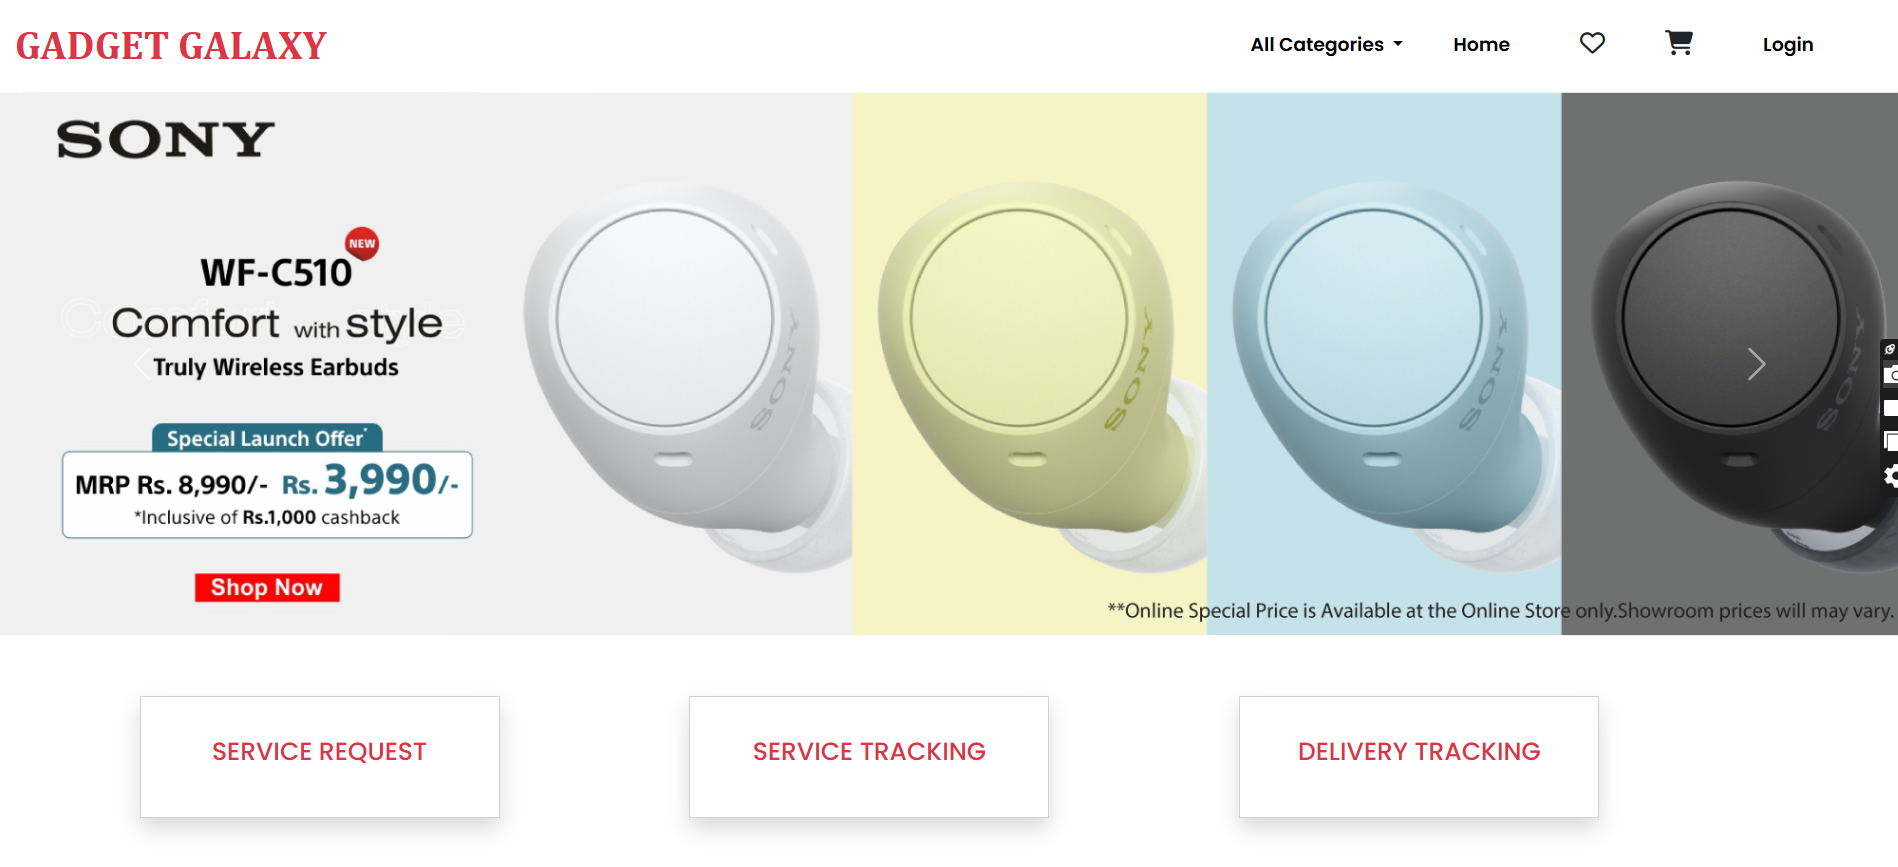 GADGET GALAXY
All Categories
Home
Login
SONY
NEW
WF-C510
Comfort with style
Truly Wireless Earbuds
Special Launch Offer*
MRP Rs. 8,990/- Rs. 3,990/-
*Inclusive of Rs.1,000 cashback
Shop Now
SONY
SONY
SONY
SONY
**Online Special Price is Available at the Online Store only.Showroom prices will may vary.
SERVICE REQUEST
SERVICE TRACKING
DELIVERY TRACKING